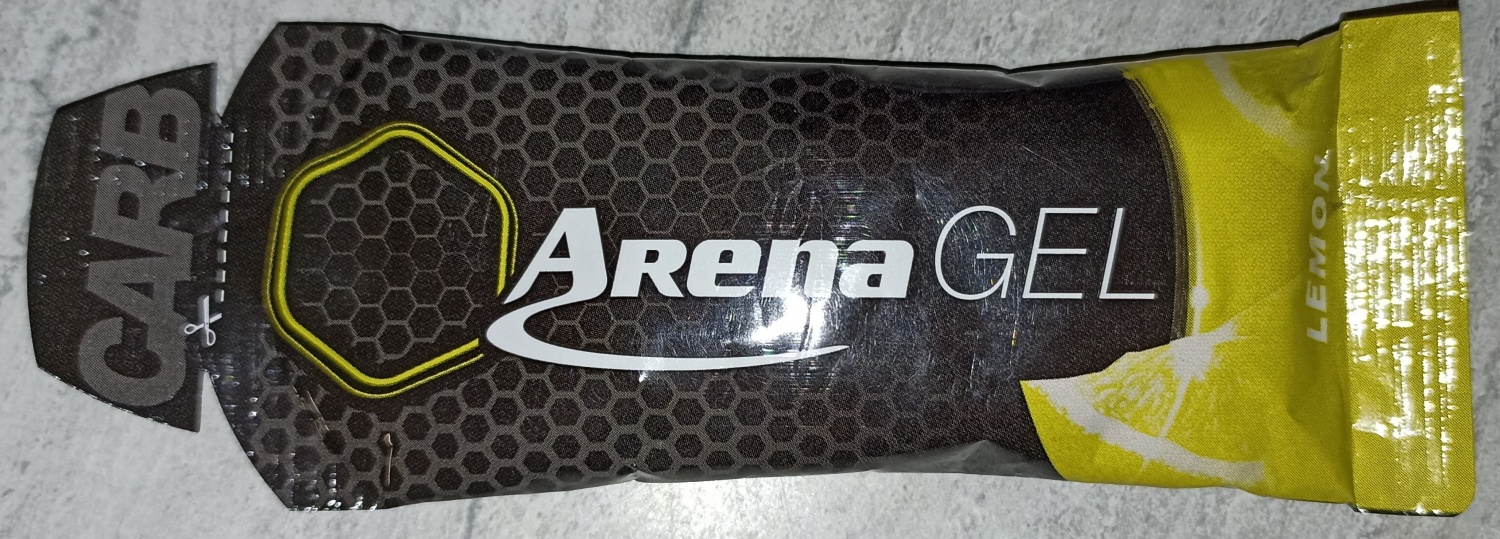 CARB
Arena GEL
LEMON